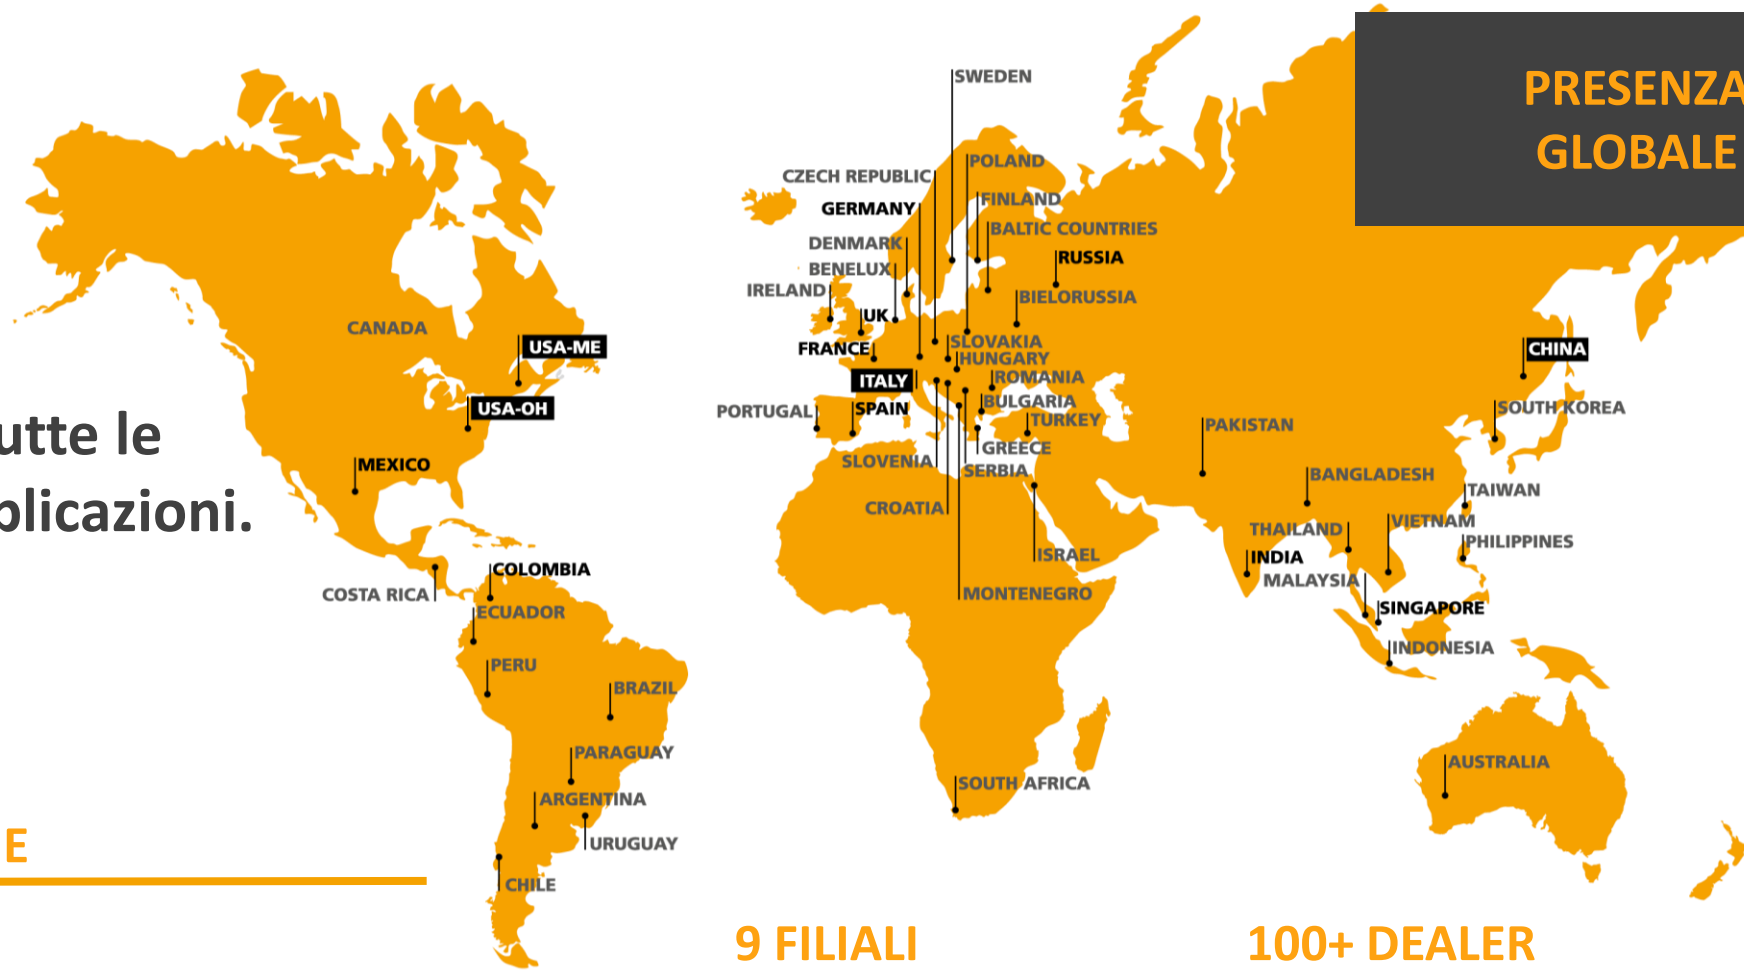 PRESENZA
GLOBALE
utte le
plicazioni.
E
SWEDEN
POLAND
CZECH REPUBLIC
FINLAND
GERMANY
BALTIC COUNTRIES
DENMARK
RUSSIA
BENELUX
IRELAND
BIELORUSSIA
UK
CANADA
USA-ME
FRANCE
SLOVAKIA
HUNGARY
CHINA
ITALY
ROMANIA
USA-OH
PORTUGAL
SPAIN
BULGARIA
TURKEY
SOUTH KOREA
PAKISTAN
GREECE
MEXICO
SLOVENIA
SERBIA
BANGLADESH
TAIWAN
CROATIA
VIETNAM
THAILAND
PHILIPPINES
ISRAEL
INDIA
COLOMBIA
MALAYSIA
COSTA RICA
MONTENEGRO
SINGAPORE
ECUADOR
INDONESIA
PERU
BRAZIL
PARAGUAY
AUSTRALIA
SOUTH AFRICA
ARGENTINA
URUGUAY
CHILE
9 FILIALI
100+ DEALER